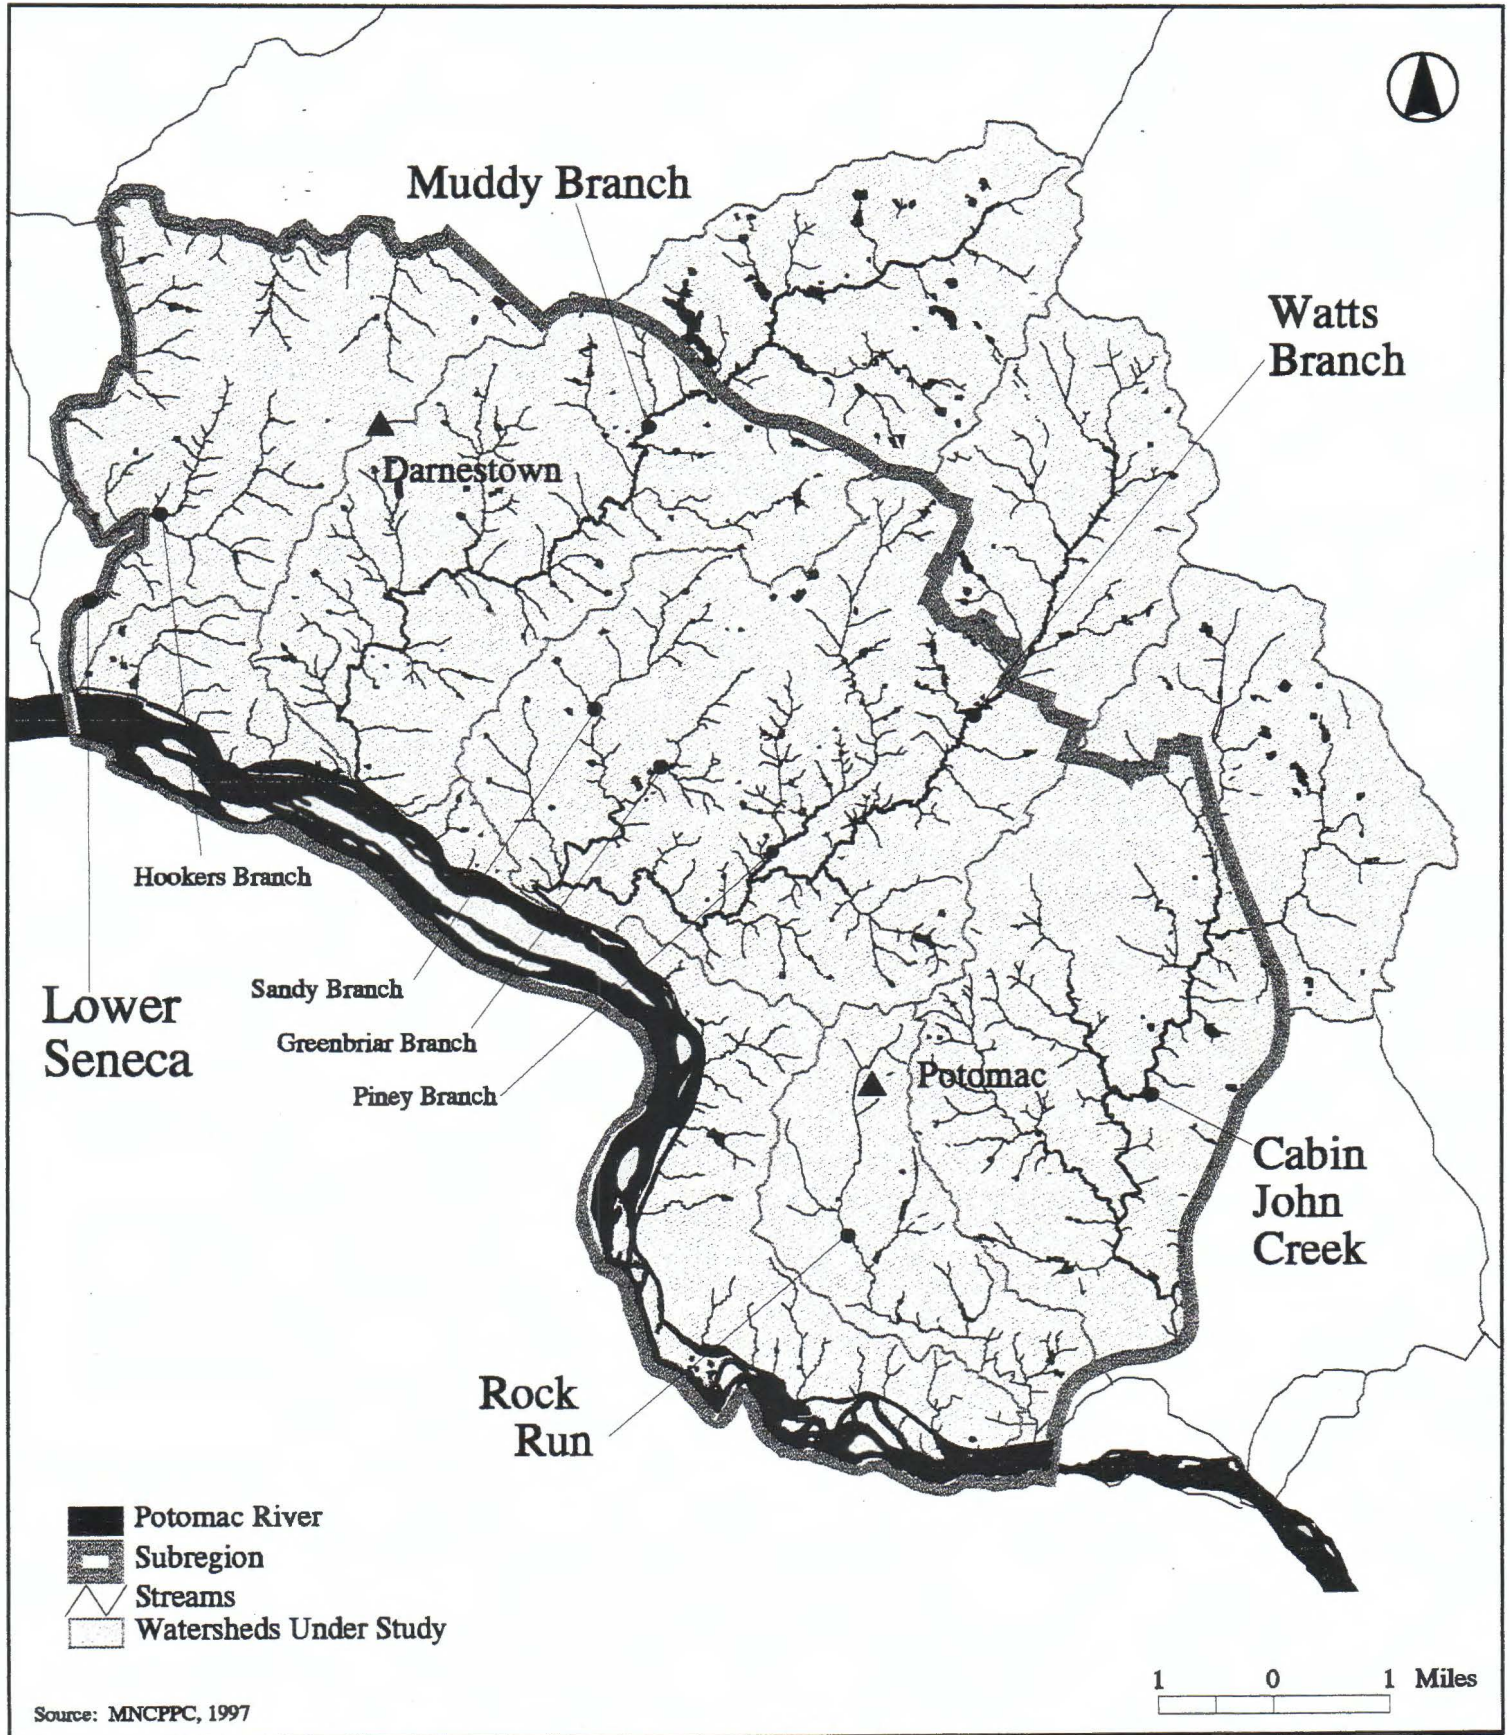 Muddy Branch
Watts
Branch
Darnestown
Hookers Branch
Lower
Seneca
Sandy Branch
Greenbriar Branch
Piney Branch
Potomac
Cabin
John
Creek
Rock
Run
Potomac River
Subregion
Streams
Watersheds Under Study
1 0 1 Miles
Source: MNCPPC, 1997